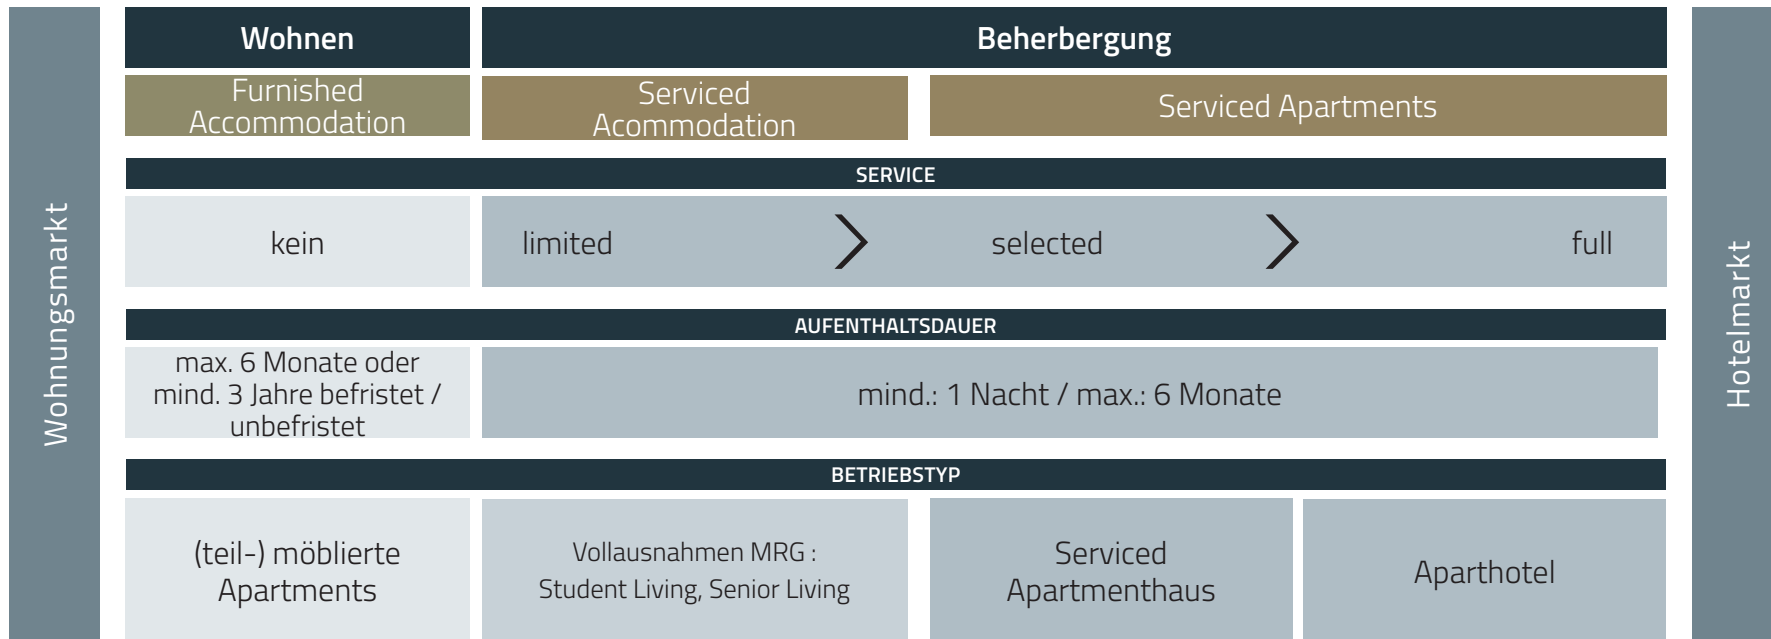 Wohnungsmarkt
Wohnen
Beherbergung
Furnished
Accommodation
Serviced
Acommodation
Serviced Apartments
SERVICE
kein
limited
selected
full
AUFENTHALTSDAUER
max. 6 Monate oder
mind. 3 Jahre befristet /
unbefristet
mind.: 1 Nacht / max.: 6 Monate
BETRIEBSTYP
(teil-) möblierte
Apartments
Vollausnahmen MRG :
Student Living, Senior Living
Serviced
Apartmenthaus
Aparthotel
Hotelmarkt